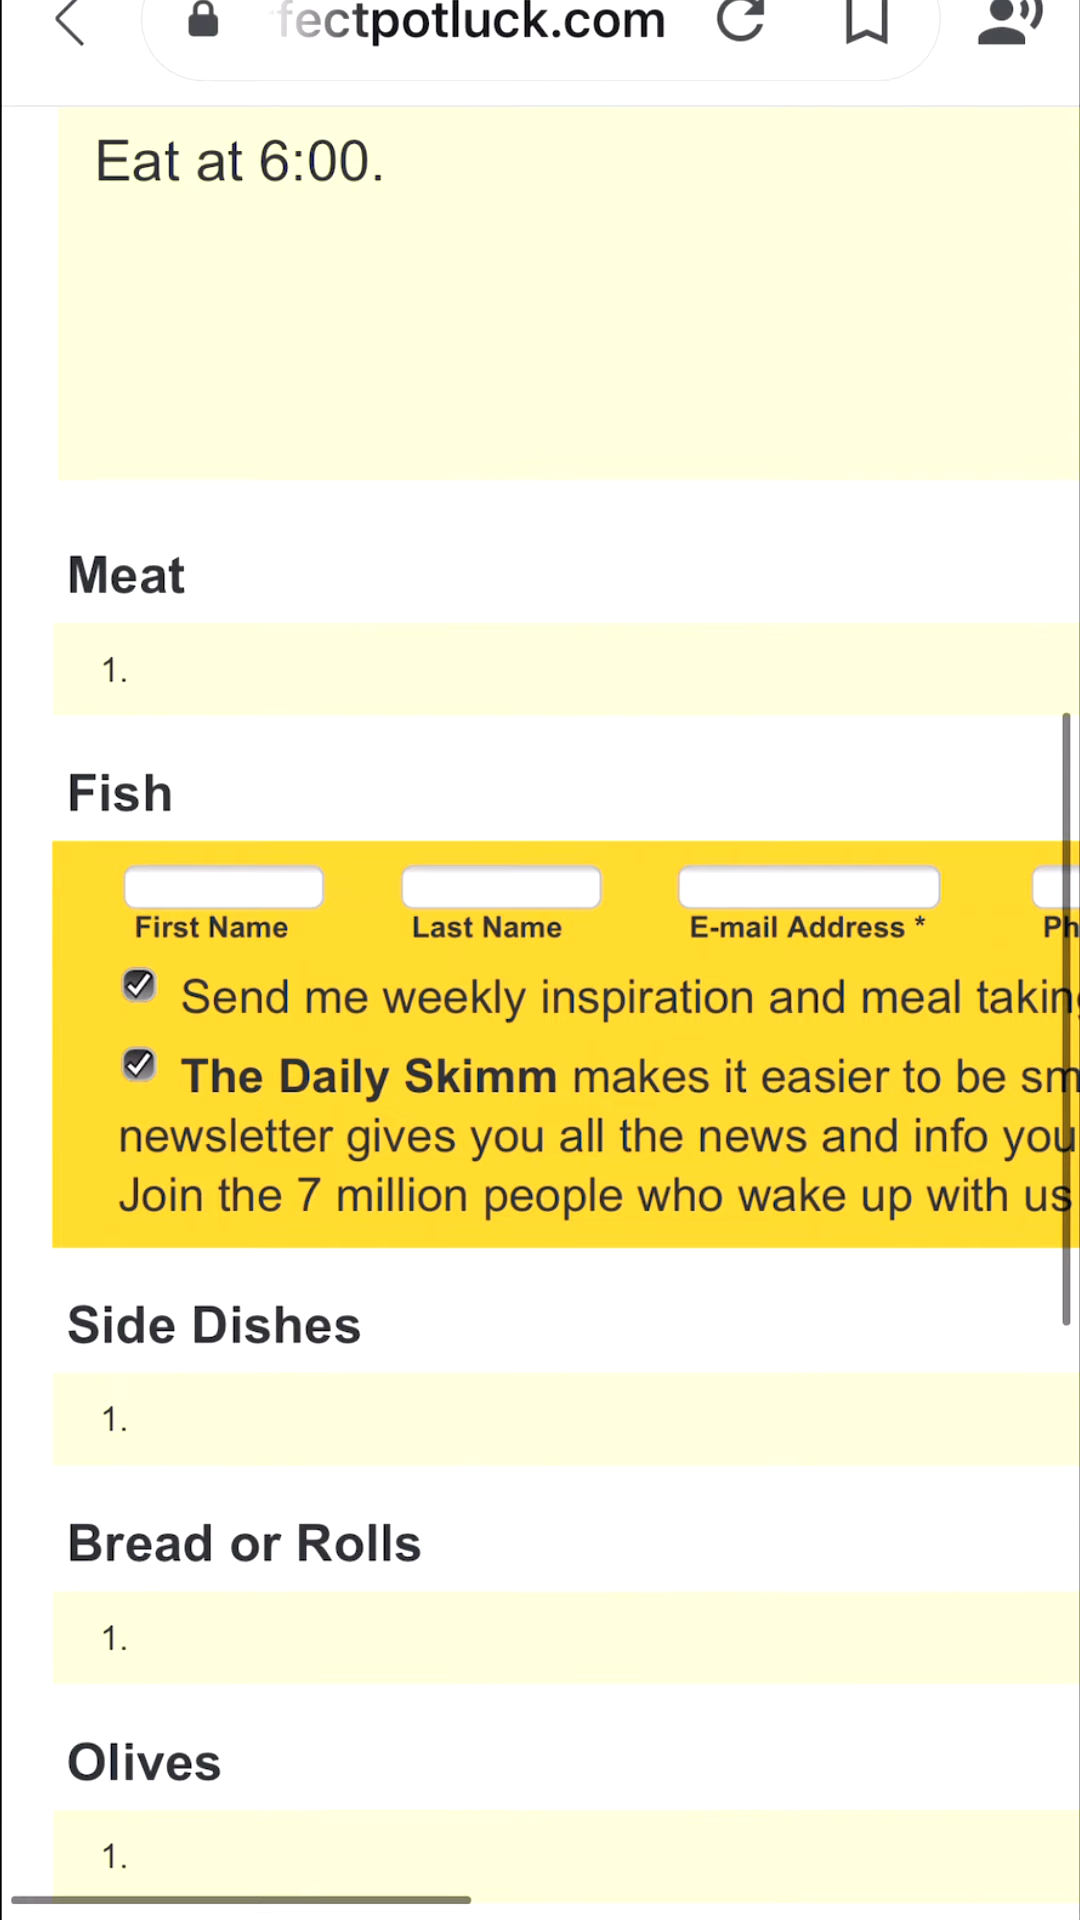 fectpotluck.com
Eat at 6:00.
Meat
1.
Fish
First Name Last Name E-mail Address * Ph
Send me weekly inspiration and meal taking
The Daily Skimm makes it easier to be sm
newsletter gives you all the news and info you
Join the 7 million people who wake up with us
Side Dishes
1.
Bread or Rolls
1.
Olives
1.